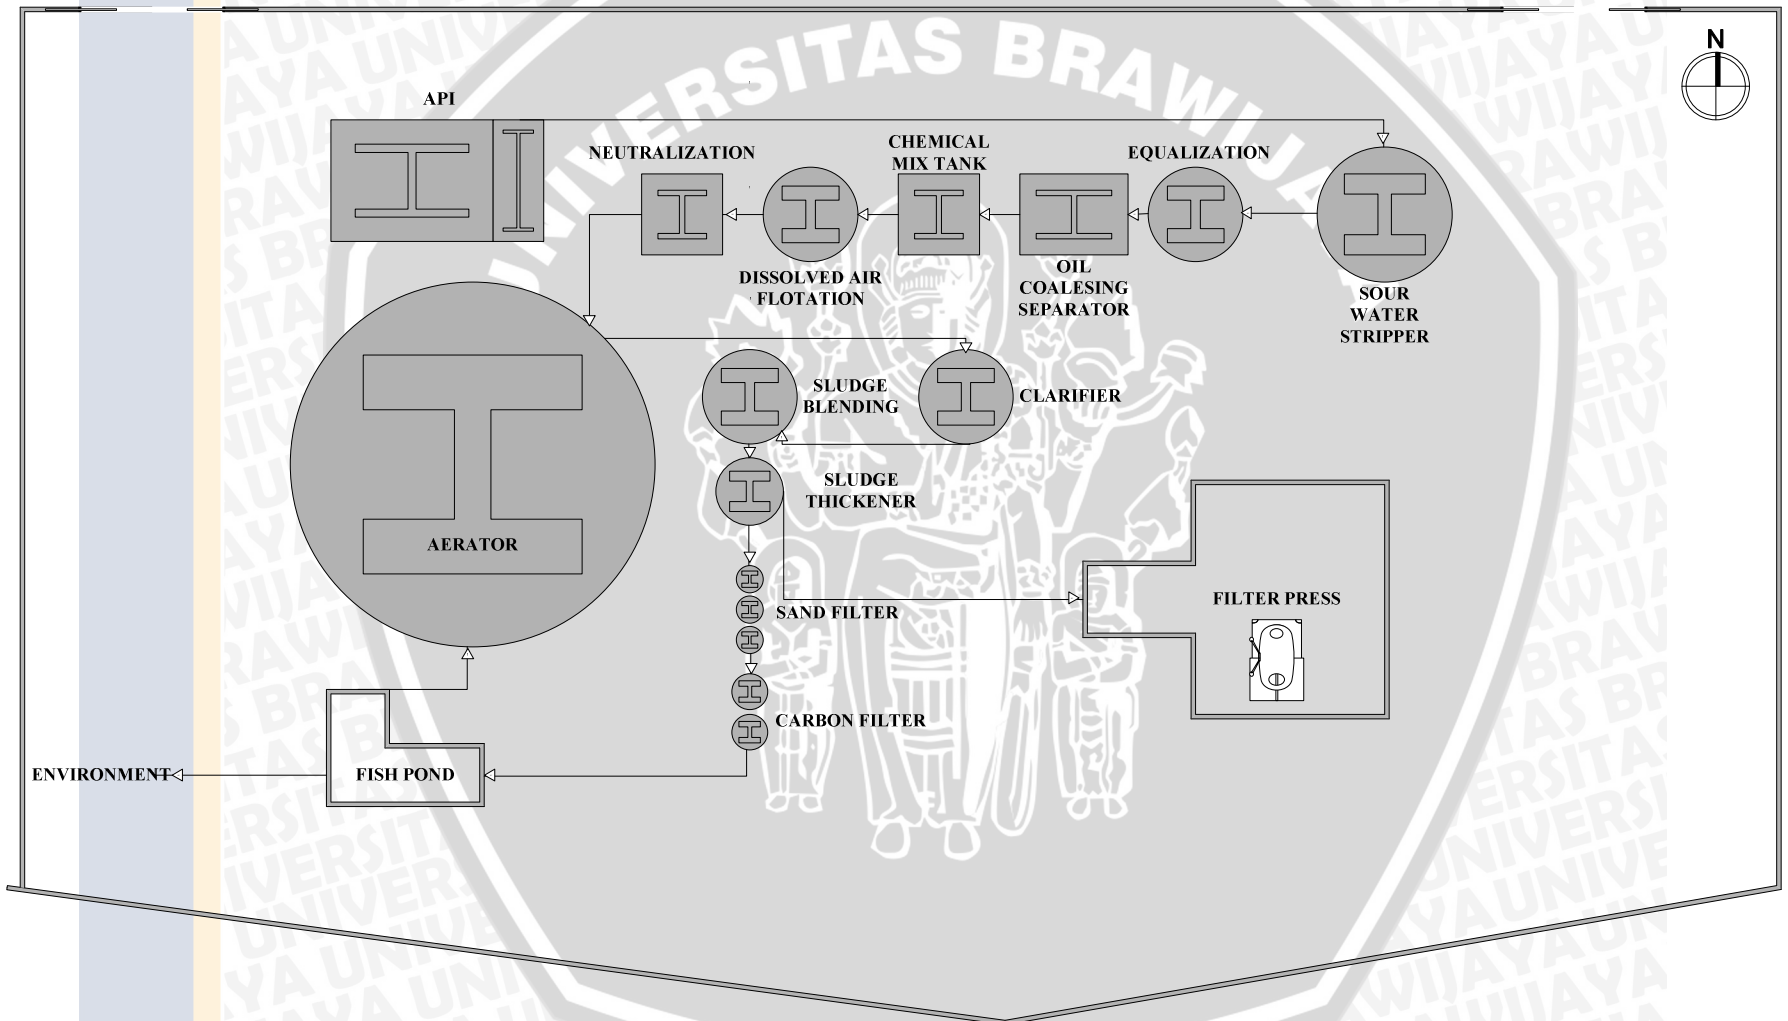 UNIVERSITAS BRAWIJAYA
N
API
NEUTRALIZATION
CHEMICAL
MIX TANK
EQUALIZATION
DISSOLVED AIR
FLOTATION
OIL
COALESING
SEPARATOR
SOUR
WATER
STRIPPER
SLUDGE
BLENDING
CLARIFIER
SLUDGE
THICKENER
AERATOR
SAND FILTER
FILTER PRESS
CARBON FILTER
ENVIRONMENT
FISH POND